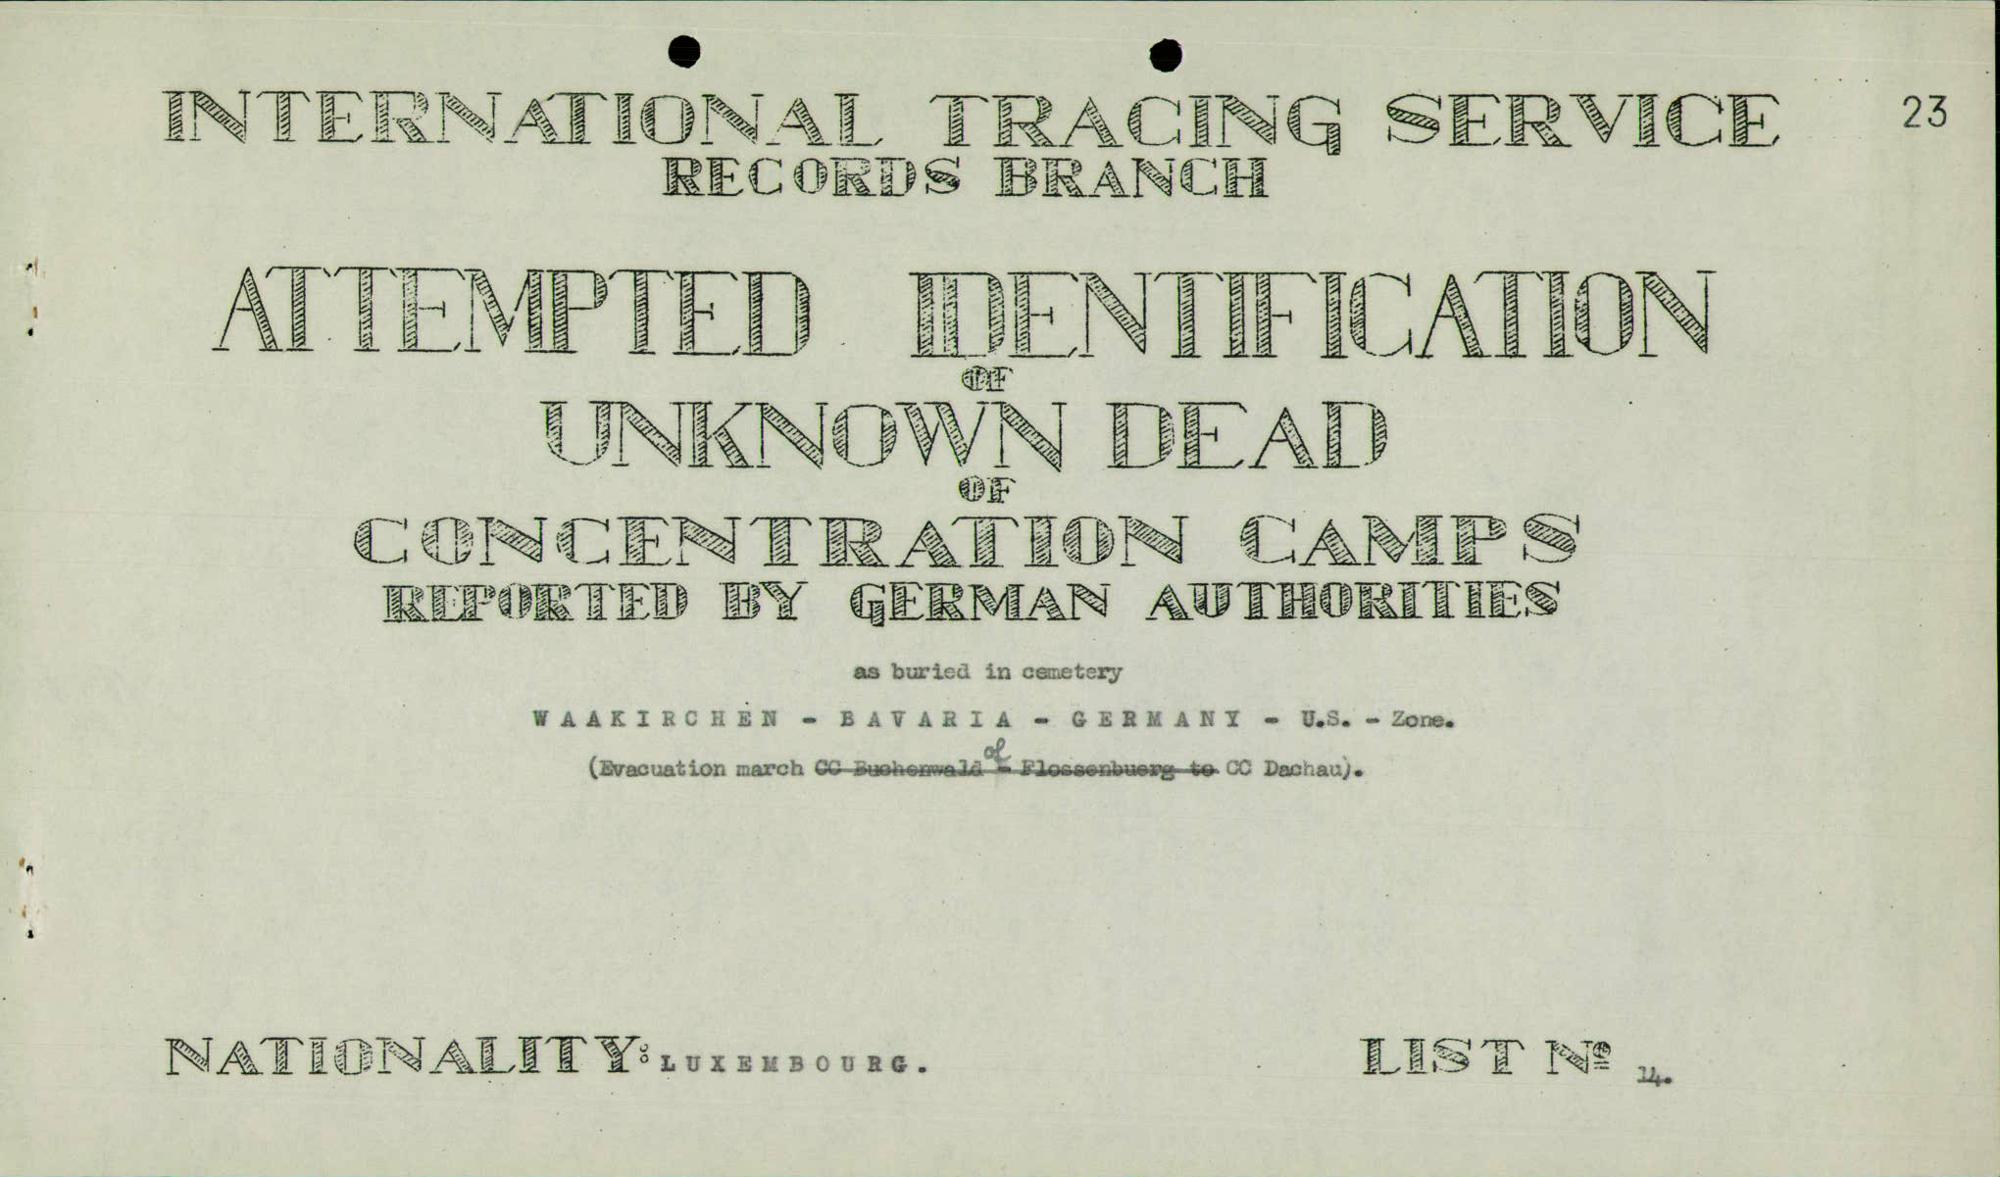 INTERNATIONAL TRACING SERVICE 23
RECORDS BRANCH
ATTEMPTED IDENTIFICATION
OF
UNKNOWN DEAD
OF
CONCENTRATION CAMPS
REPORTED BY GERMAN AUTHORITIES
as buried in cemetery
WAAKIRCHEN - BAVARIA - GERMANY - U.S. - Zone.
of
(Evacuation march CC Buchenwald - Flossenbuerg to CC Dachau).
NATIONALITY: LUXEMBOURG. LIST Nº 14.